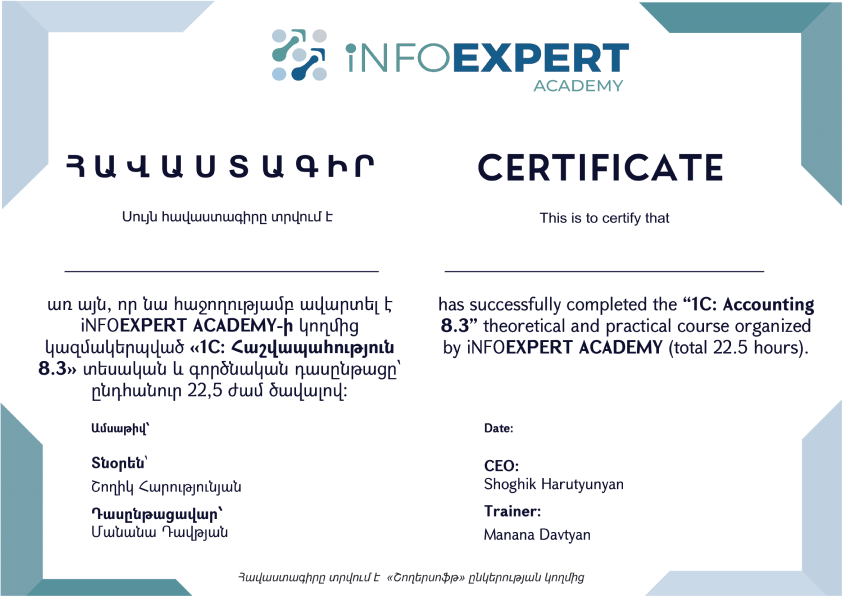 iNFOEXPERT
ACADEMY
ՀԱՎԱՍՏԱԳԻՐ
Սույն հավաստագիրը տրվում է
առ այն, որ նա հաջողությամբ ավարտել է
iNFOEXPERT ACADEMY-ի կողմից
կազմակերպված «1C: Հաշվապահություն
8.3» տեսական և գործնական դասընթացը՝
ընդհանուր 22,5 ժամ ծավալով:
Ամսաթիվ՝
Տնօրեն՝
Շողիկ Հարությունյան
Դասընթացավար՝
Մանանա Դավթյան
CERTIFICATE
This is to certify that
has successfully completed the “1C: Accounting
8.3” theoretical and practical course organized
by iNFOEXPERT ACADEMY (total 22.5 hours).
Date:
CEO:
Shoghik Harutyunyan
Trainer:
Manana Davtyan
Հավաստագիրը տրվում է «Շողերսոֆթ» ընկերության կողմից